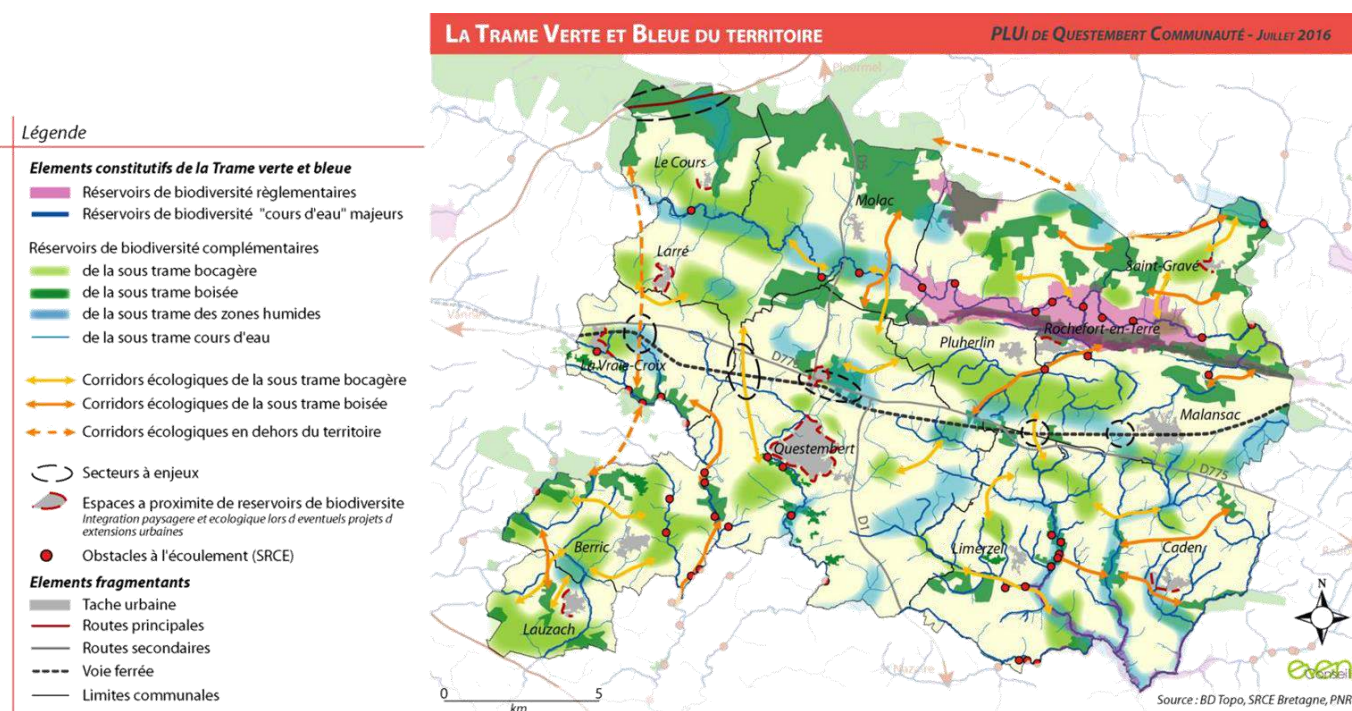 LA TRAME VERTE ET BLEUE DU TERRITOIRE
PLUI DE QUESTEMBERT COMMUNAUTÉ - JUILLET 2016
Légende
Elements constitutifs de la Trame verte et bleue
Réservoirs de biodiversité règlementaires
Réservoirs de biodiversité "cours d'eau" majeurs
Réservoirs de biodiversité complémentaires
de la sous trame bocagère
de la sous trame boisée
de la sous trame des zones humides
de la sous trame cours d'eau
Corridors écologiques de la sous trame bocagère
Corridors écologiques de la sous trame boisée
Corridors écologiques en dehors du territoire
Secteurs à enjeux
Espaces a proximite de reservoirs de biodiversite
Integration paysagere et ecologique lors d eventuels projets d
extensions urbaines
Obstacles à l'écoulement (SRCE)
Elements fragmentants
Tache urbaine
Routes principales
Routes secondaires
Voie ferrée
Limites communales
Ploermel
Le Cours
Molac
Larré
Saint-Gravé
Vannes
Rochefort-en-Terre
Pluherlin
La Vraie-Croix
D775
Malansac
Questembert
D775
D1
Berric
Limerzel
Caden
Lauzach
N
St Nazaire
0 5
km
Conseil
Source : BD Topo, SRCE Bretagne, PNR